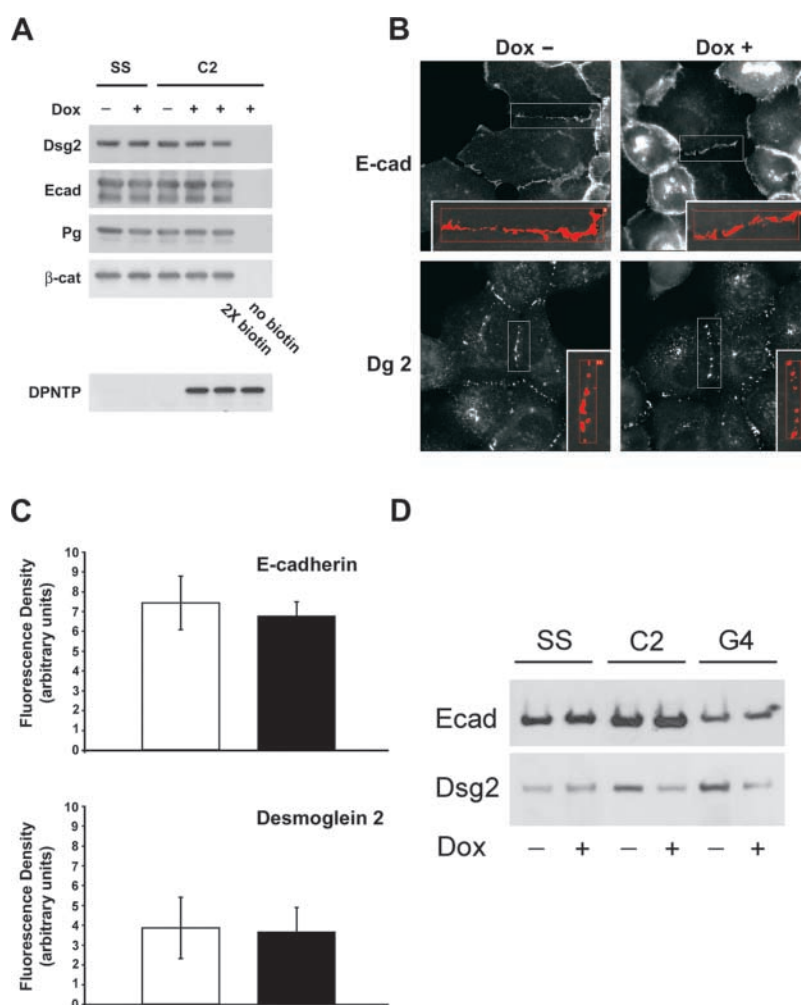 A
SS C2
Dox − + − + + +
Dsg2
Ecad
Pg
β-cat
2X biotin
no biotin
DPNTP
B
Dox − Dox +
E-cad
Dg 2
C
10
9
8
7
6
5
4
3
2
1
0
Fluorescence Density
(arbitrary units)
E-cadherin
10
9
8
7
6
5
4
3
2
1
0
Fluorescence Density
(arbitrary units)
Desmoglein 2
D
SS C2 G4
Ecad
Dsg2
Dox − + − + − +